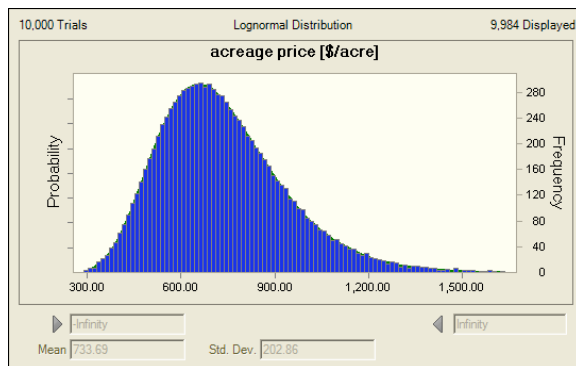 10,000 Trials Lognormal Distribution 9,984 Displayed
acreage price [$/acre]
Probability
Frequency
280
240
200
160
120
80
40
0
300.00 600.00 900.00 1,200.00 1,500.00
-Infinity Infinity
Mean 733.69 Std. Dev. 202.86